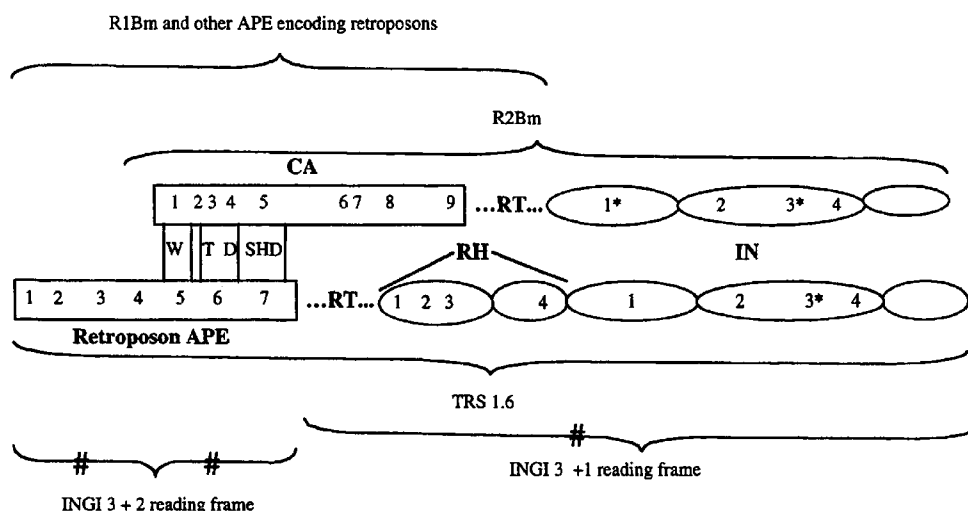 R1Bm and other APE encoding retroposons
R2Bm
CA
1 2 3 4 5 6 7 8 9 ...RT... 1* 2 3* 4
W T D SHD RH IN
1 2 3 4 5 6 7 ...RT... 1 2 3 4 1 2 3* 4
Retroposon APE
TRS 1.6
# # #
INGI 3 +1 reading frame
INGI 3 + 2 reading frame